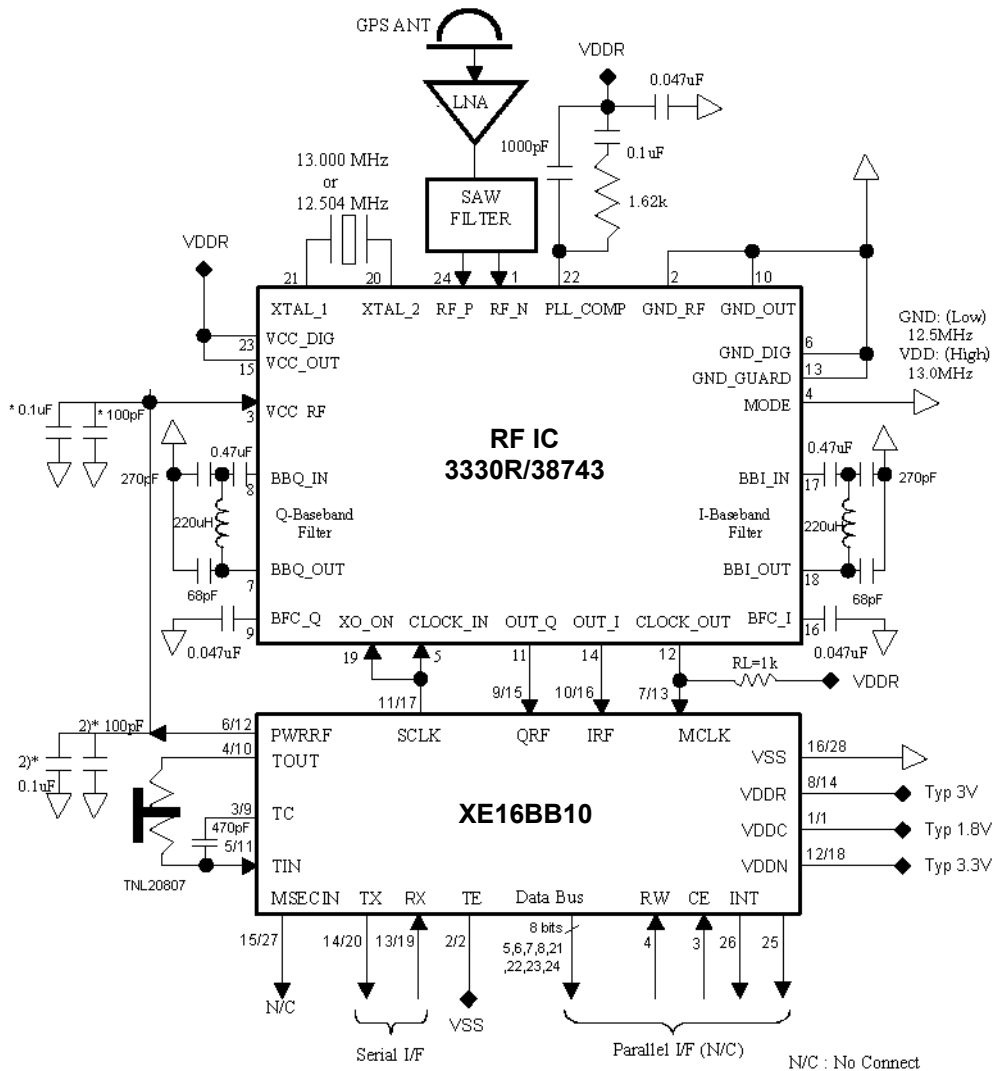 GPS ANT
VDDR
0.047uF
LNA
1000pF
0.1uF
13.000 MHz
or
12.504 MHz
SAW
FILTER
1.62k
VDDR
21
20
24
1
22
2
10
XTAL_1
XTAL_2
RF_P
RF_N
PLL_COMP
GND_RF
GND_OUT
GND: (Low)
12.5MHz
VDD: (High)
13.0MHz
23
VCC_DIG
15
VCC_OUT
GND_DIG
6
GND_GUARD
13
MODE
4
* 0.1uF
* 100pF
3
VCC_RF
RF IC
3330R/38743
0.47uF
270pF
8
BBQ_IN
BBI_IN
17
0.47uF
270pF
220uH
Q-Baseband
Filter
I-Baseband
Filter
220uH
BBQ_OUT
7
68pF
BBI_OUT
18
68pF
BFC_Q
9
0.047uF
XO_ON
CLOCK_IN
OUT_Q
OUT_I
CLOCK_OUT
BFC_I
16
0.047uF
19
5
11
14
12
RL=1k
VDDR
11/17
9/15
10/16
7/13
2)* 100pF
2)*
0.1uF
6/12
PWRRF
SCLK
QRF
IRF
MCLK
4/10
TOUT
VSS
16/28
VDDR
8/14
Typ 3V
3/9
TC
XE16BB10
VDDC
1/1
Typ 1.8V
470pF
5/11
TIN
VDDN
12/18
Typ 3.3V
TNL20807
MSECIN
TX
RX
TE
Data Bus
RW
CE
INT
15/27
14/20
13/19
2/2
8 bits
5,6,7,8,21
,22,23,24
4
3
26
25
N/C
VSS
Serial I/F
Parallel I/F (N/C)
N/C : No Connect